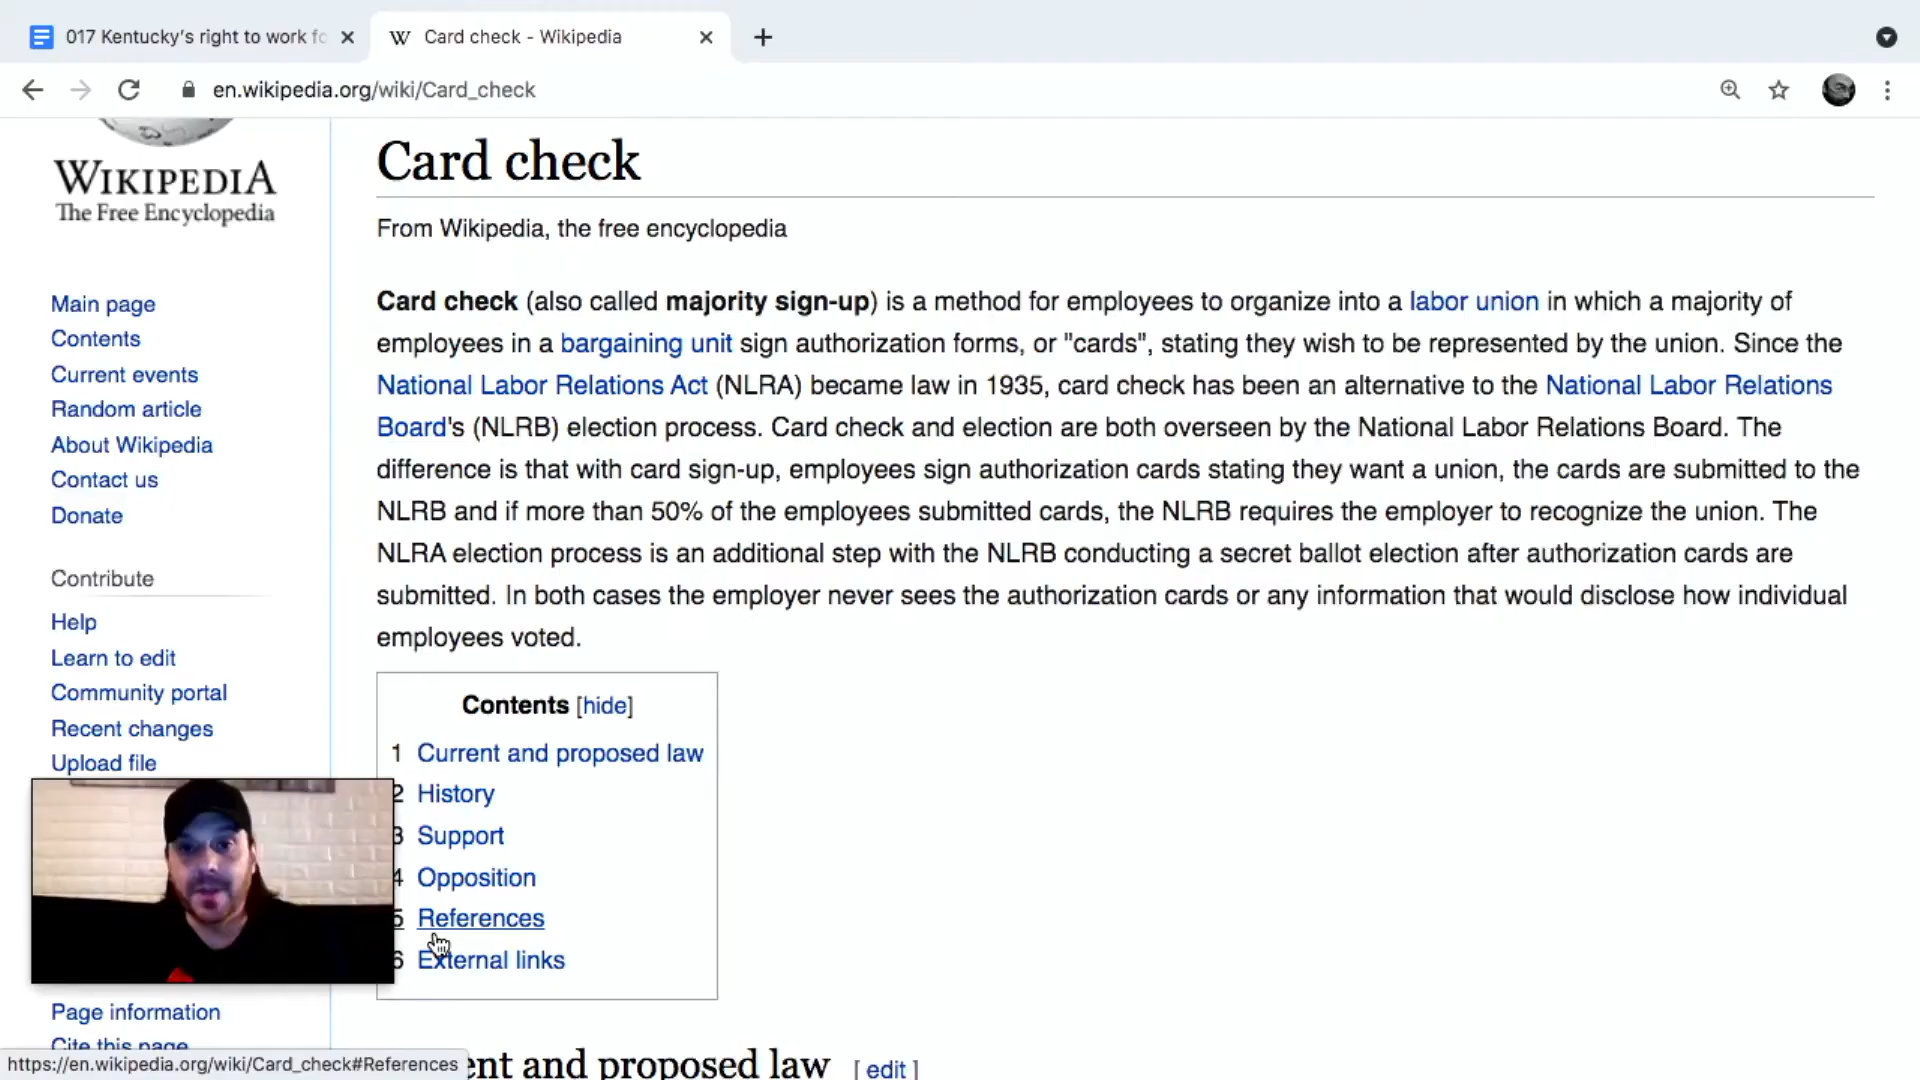 017 Kentucky's right to work fo
Card check - Wikipedia
en.wikipedia.org/wiki/Card_check
WIKIPEDIA
The Free Encyclopedia
Main page
Contents
Current events
Random article
About Wikipedia
Contact us
Donate
Contribute
Help
Learn to edit
Community portal
Recent changes
Upload file
Page information
Cite this page
Card check
From Wikipedia, the free encyclopedia
Card check (also called majority sign-up) is a method for employees to organize into a labor union in which a majority of
employees in a bargaining unit sign authorization forms, or "cards", stating they wish to be represented by the union. Since the
National Labor Relations Act (NLRA) became law in 1935, card check has been an alternative to the National Labor Relations
Board's (NLRB) election process. Card check and election are both overseen by the National Labor Relations Board. The
difference is that with card sign-up, employees sign authorization cards stating they want a union, the cards are submitted to the
NLRB and if more than 50% of the employees submitted cards, the NLRB requires the employer to recognize the union. The
NLRA election process is an additional step with the NLRB conducting a secret ballot election after authorization cards are
submitted. In both cases the employer never sees the authorization cards or any information that would disclose how individual
employees voted.
Contents [hide]
1 Current and proposed law
2 History
3 Support
4 Opposition
5 References
6 External links
ent and proposed law [ edit ]
https://en.wikipedia.org/wiki/Card_check#References